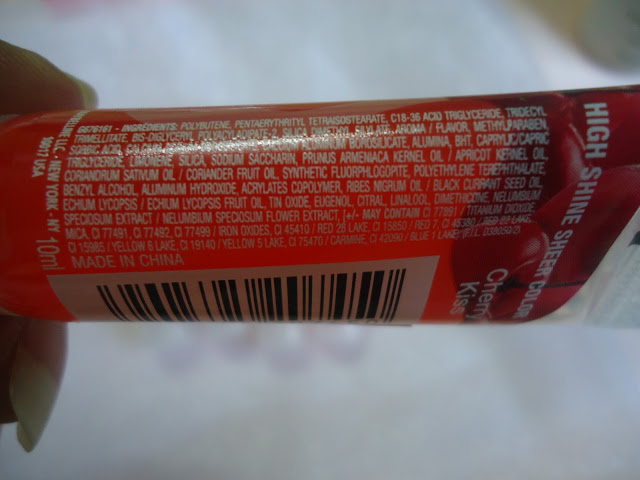 INGREDIENTS: POLYBUTENE, PENTAERYTHRITYL TETRAISOSTEARATE, C18-36 ACID TRIGLYCERIDE, TRIDECYL
TRIMELLITATE, BIS-DIGLYCERYL POLYACYLADIPATE-2, SILICA DIMETHYL SILYLATE, AROMA / FLAVOR, METHYLPARABEN,
SORBIC ACID, CALCIUM BOROSILICATE, ALUMINA, BHT, CAPRYLIC/CAPRIC
TRIGLYCERIDE, LIMONENE, SILICA, SODIUM SACCHARIN, PRUNUS ARMENIACA KERNEL OIL / APRICOT KERNEL OIL,
CORIANDRUM SATIVUM OIL / CORIANDER FRUIT OIL, SYNTHETIC FLUORPHLOGOPITE, POLYETHYLENE TEREPHTHALATE,
BENZYL ALCOHOL, ALUMINUM HYDROXIDE, ACRYLATES COPOLYMER, RIBES NIGRUM OIL / BLACK CURRANT SEED OIL,
ECHIUM LYCOPSIS / ECHIUM LYCOPSIS FRUIT OIL, TIN OXIDE, EUGENOL, CITRAL, LINALOOL, DIMETHICONE, NELUMBIUM
SPECIOSUM EXTRACT / NELUMBIUM SPECIOSUM FLOWER EXTRACT, [+/- MAY CONTAIN CI 77891 / TITANIUM DIOXIDE,
MICA, CI 77491, CI 77492, CI 77499 / IRON OXIDES, CI 45410 / RED 28 LAKE, CI 15850 / RED 7, CI 45380 / RED 22 LAKE,
CI 15985 / YELLOW 6 LAKE, CI 19140 / YELLOW 5 LAKE, CI 75470 / CARMINE, CI 42090 / BLUE 1 LAKE]
MADE IN CHINA
LLC - NEW YORK - NY
10017 USA
10ml
HIGH SHINE SHEER COLOR
Cherry
Kiss